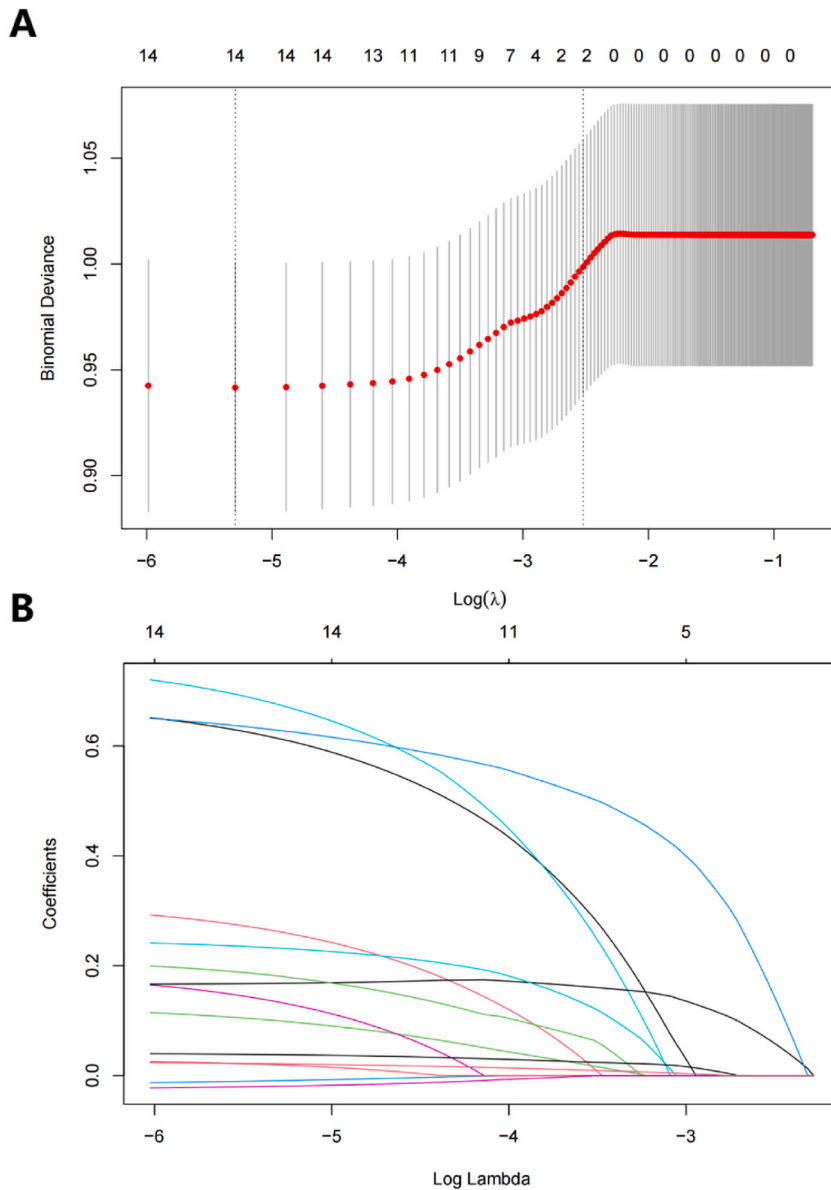 A
14 14 14 14 13 11 11 9 7 4 2 2 0 0 0 0 0 0 0 0
1.05
1.00
0.95
0.90
Binomial Deviance
-6 -5 -4 -3 -2 -1
Log(λ)
B
14 14 11 5
0.6
0.4
0.2
0.0
Coefficients
-6 -5 -4 -3
Log Lambda